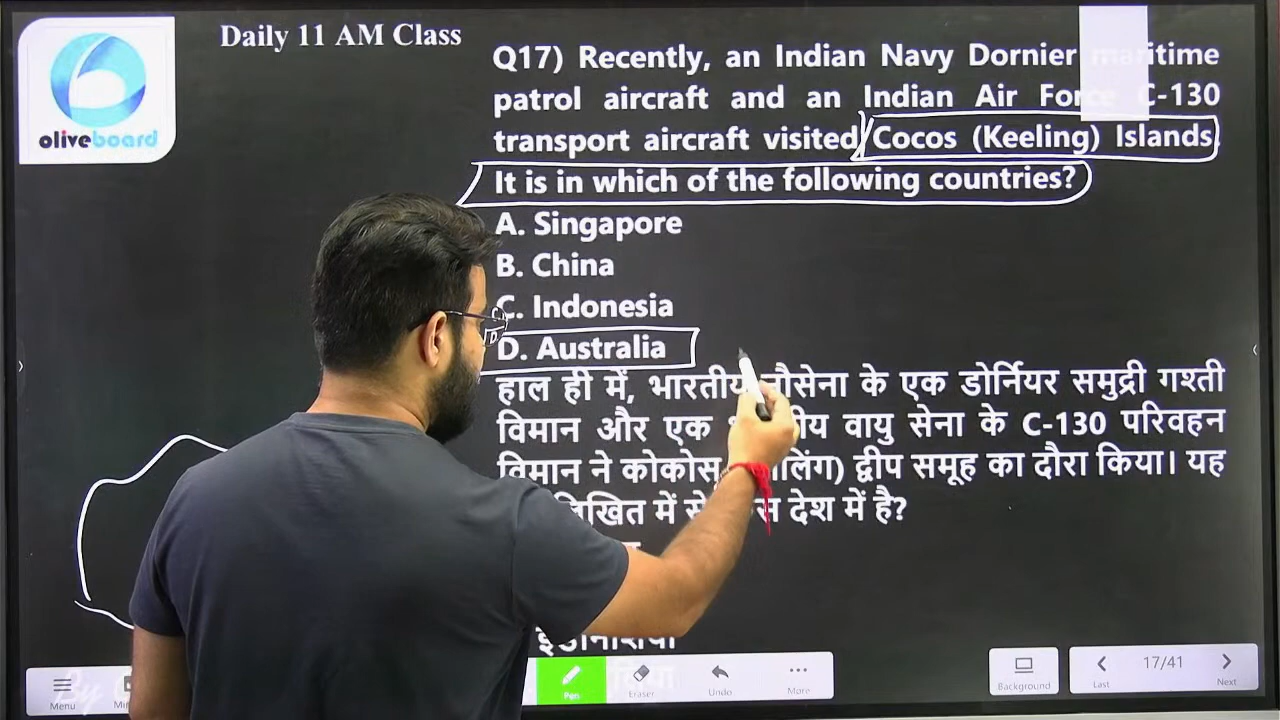 Daily 11 AM Class
oliveboard
Q17) Recently, an Indian Navy Dornier maritime
patrol aircraft and an Indian Air Force C-130
transport aircraft visited Cocos (Keeling) Islands.
It is in which of the following countries?
A. Singapore
B. China
C. Indonesia
D. Australia
हाल ही में, भारतीय नौसेना के एक डोर्नियर समुद्री गश्ती
विमान और एक वायु सेना के C-130 परिवहन
विमान ने कोकोस द्वीप समूह का दौरा किया। यह
में देश में है?
Menu
Pen
Eraser
Undo
More
Background
Last
17/41
Next